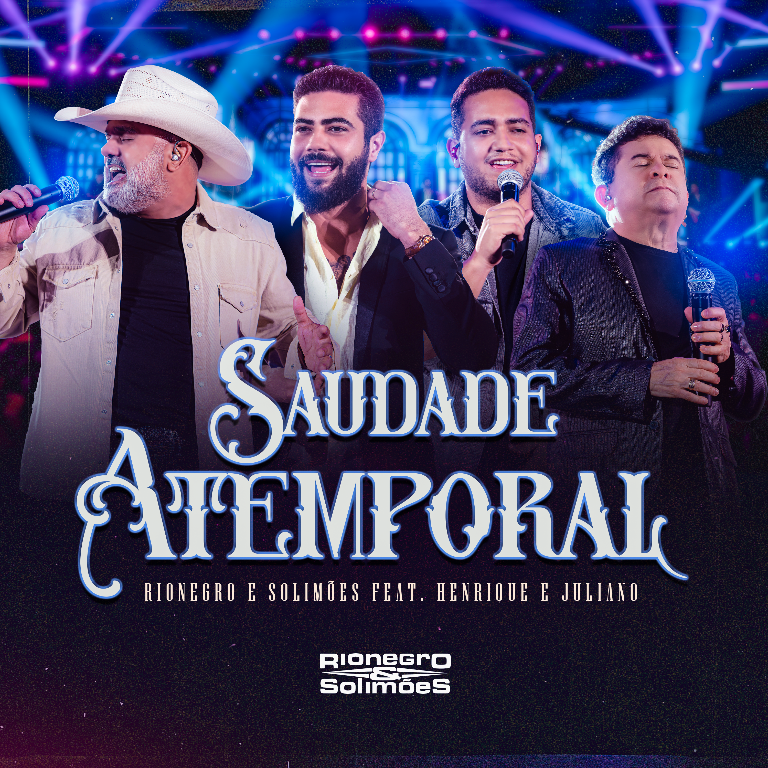 SAUDADE
ATEMPORAL
RIONEGRO E SOLIMÕES FEAT. HENRIQUE E JULIANO
RIONEGRO
&
SOLIMÕES